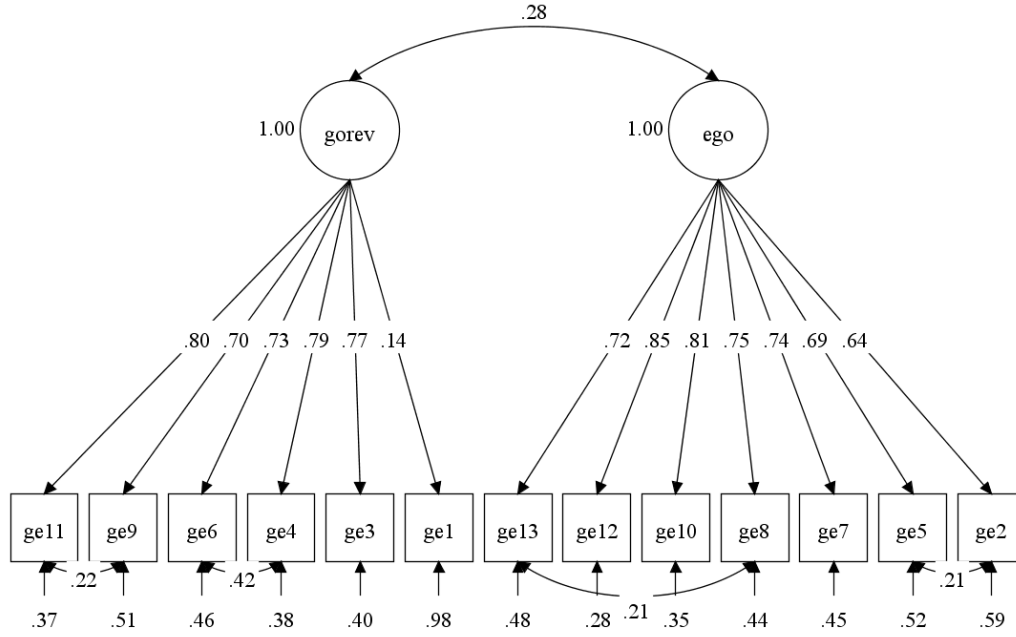 .28
1.00 gorev 1.00 ego
.80 .70 .73 .79 .77 .14 .72 .85 .81 .75 .74 .69 .64
ge11 ge9 ge6 ge4 ge3 ge1 ge13 ge12 ge10 ge8 ge7 ge5 ge2
.22 .42 .21
.37 .51 .46 .38 .40 .98 .48 .28 .21 .35 .44 .45 .52 .59